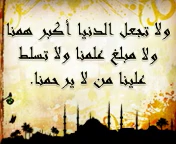 ولا تجعل الدنيا أكبر همنا
ولا مبلغ علمنا ولا تسلط
علينا من لا يرحمنا.